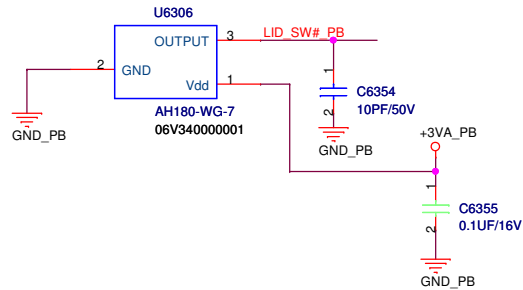 U6306
OUTPUT
3
LID_SW#_PB
2
GND
Vdd
1
AH180-WG-7
06V340000001
GND_PB
1
2
C6354
10PF/50V
GND_PB
+3VA_PB
1
2
C6355
0.1UF/16V
GND_PB